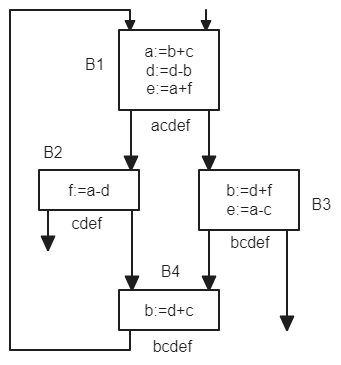 B1
a:=b+c
d:=d-b
e:=a+f
acdef
B2
f:=a-d
cdef
b:=d+f
e:=a-c
B3
bcdef
B4
b:=d+c
bcdef